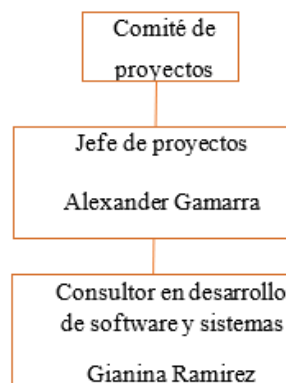 Comité de
proyectos
Jefe de proyectos
Alexander Gamarra
Consultor en desarrollo
de software y sistemas
Gianina Ramirez